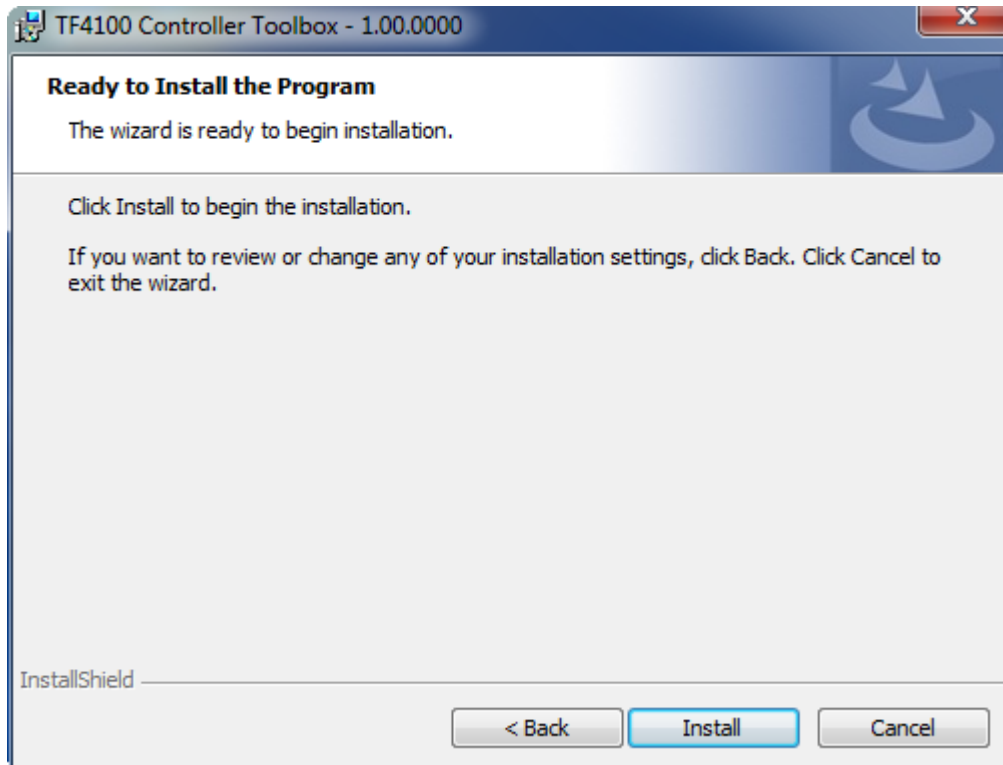 TF4100 Controller Toolbox - 1.00.0000
Ready to Install the Program
The wizard is ready to begin installation.
Click Install to begin the installation.
If you want to review or change any of your installation settings, click Back. Click Cancel to
exit the wizard.
InstallShield
< Back Install Cancel